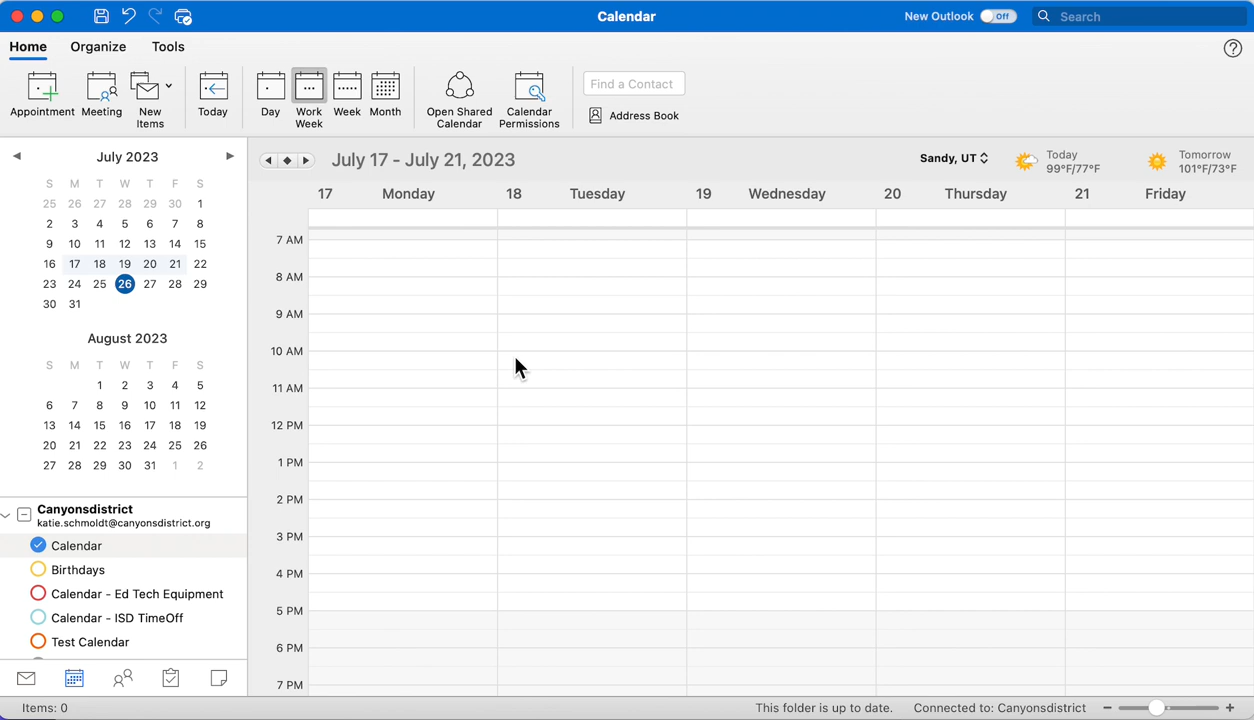 Calendar
New Outlook Off
Search
Home Organize Tools
Appointment
Meeting
New
Items
Today
Day
Work
Week
Week
Month
Open Shared
Calendar
Calendar
Permissions
Find a Contact
Address Book
July 2023
S M T W T F S
25 26 27 28 29 30 1
2 3 4 5 6 7 8
9 10 11 12 13 14 15
16 17 18 19 20 21 22
23 24 25 26 27 28 29
30 31
August 2023
S M T W T F S
1 2 3 4 5
6 7 8 9 10 11 12
13 14 15 16 17 18 19
20 21 22 23 24 25 26
27 28 29 30 31 1 2
Canyonsdistrict
katie.schmoldt@canyonsdistrict.org
Calendar
Birthdays
Calendar - Ed Tech Equipment
Calendar - ISD TimeOff
Test Calendar
July 17 - July 21, 2023
Sandy, UT
Today
99°F/77°F
Tomorrow
101°F/73°F
17 Monday 18 Tuesday 19 Wednesday 20 Thursday 21 Friday
7 AM
8 AM
9 AM
10 AM
11 AM
12 PM
1 PM
2 PM
3 PM
4 PM
5 PM
6 PM
7 PM
Items: 0
This folder is up to date.
Connected to: Canyonsdistrict